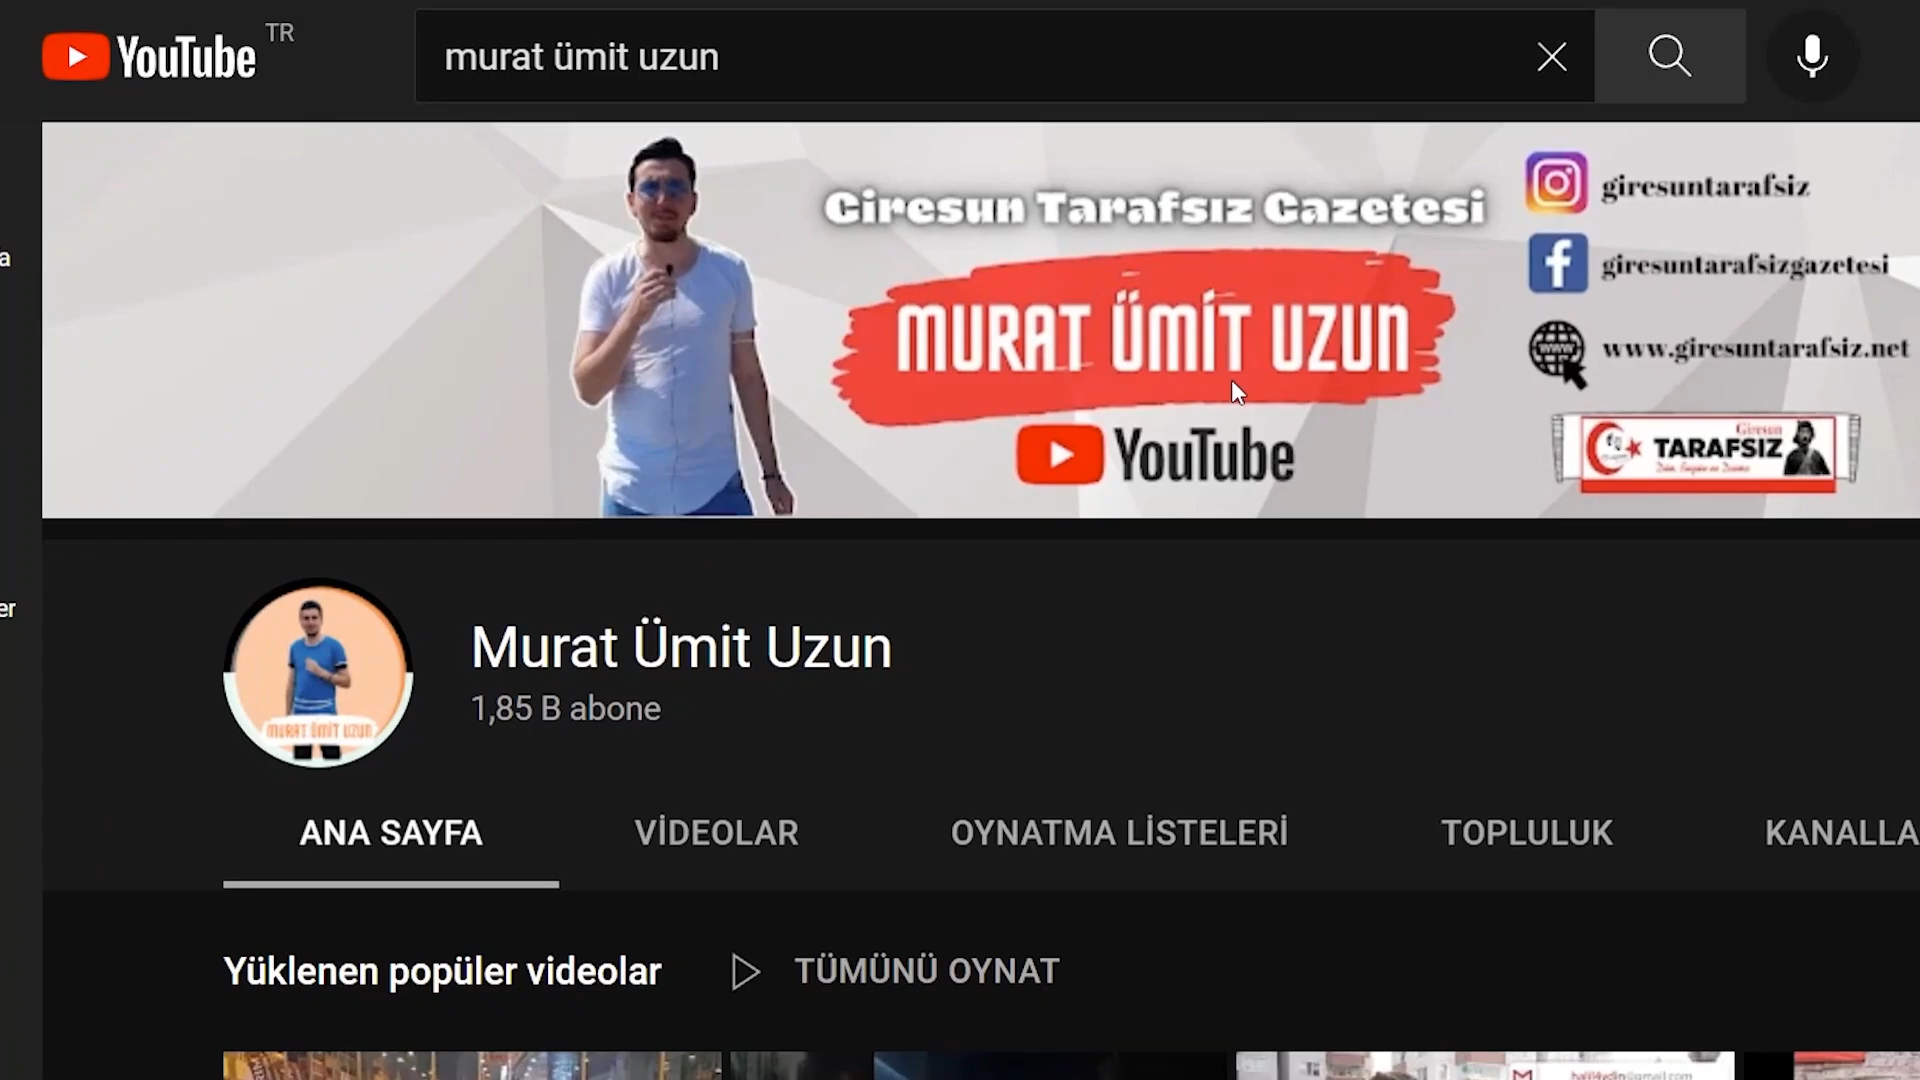 YouTube TR
murat ümit uzun
Giresun Tarafsız Gazetesi
MURAT ÜMİT UZUN
YouTube
giresuntarafsiz
giresuntarafsizgazetesi
www.giresuntarafsiz.net
Giresun
TARAFSIZ
a
er
MURAT ÜMİT UZUN
Murat Ümit Uzun
1,85 B abone
ANA SAYFA
VİDEOLAR
OYNATMA LİSTELERİ
TOPLULUK
KANALLA
Yüklenen popüler videolar
TÜMÜNÜ OYNAT